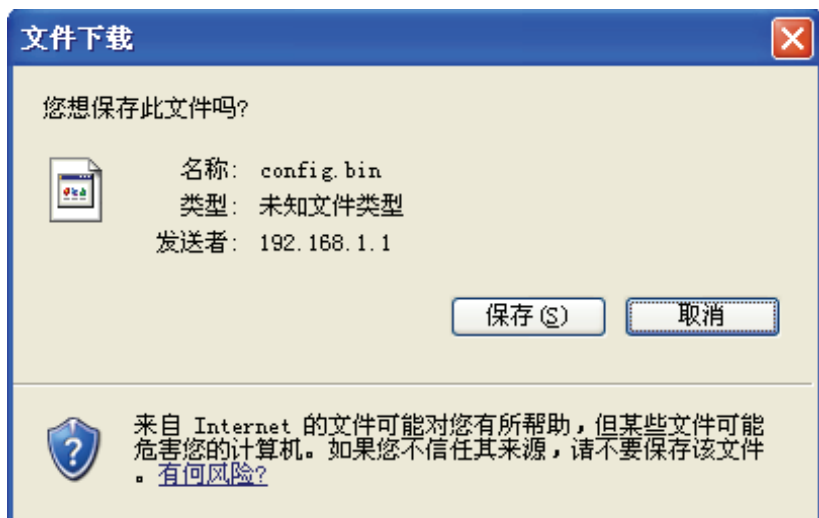 文件下载
您想保存此文件吗?
名称: config.bin
类型: 未知文件类型
发送者: 192.168.1.1
保存(S) 取消
来自 Internet 的文件可能对您有所帮助,但某些文件可能
危害您的计算机。如果您不信任其来源,请不要保存该文件
。有何风险?